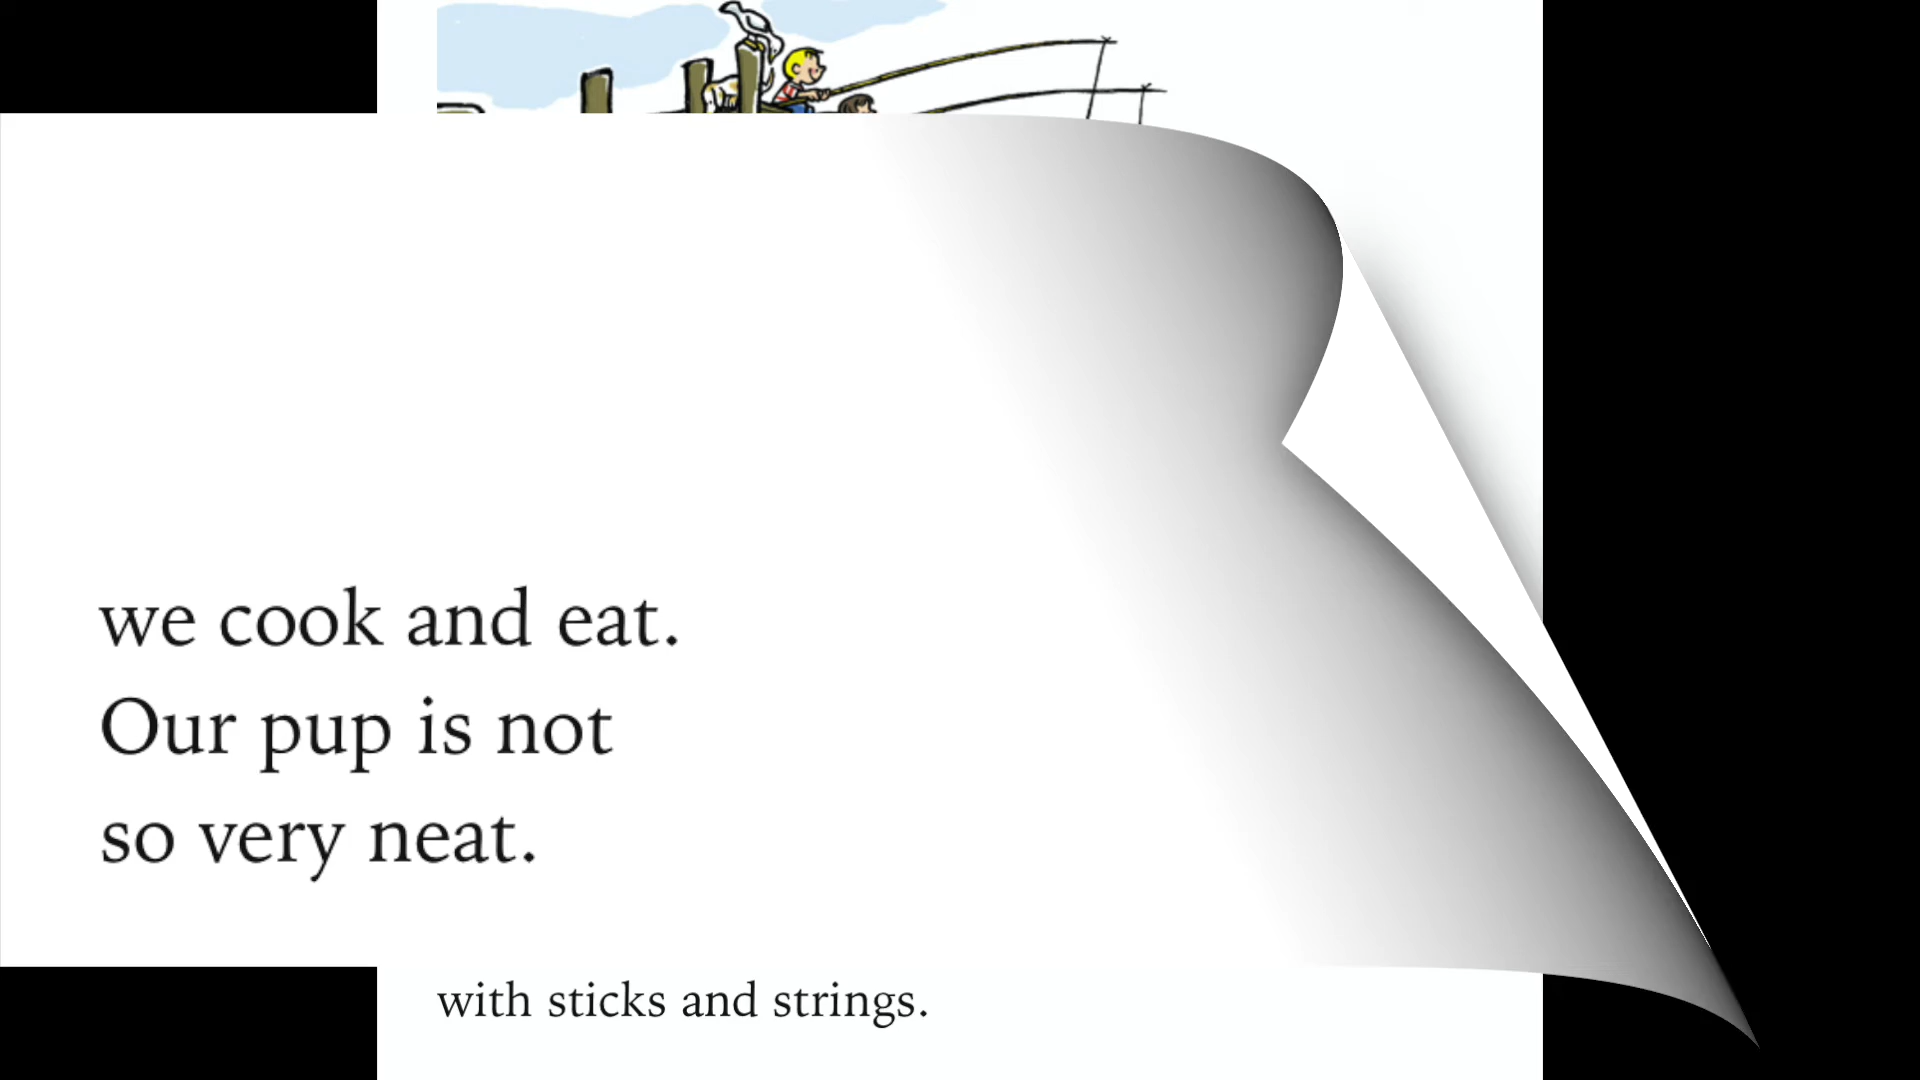 we cook and eat.
Our pup is not
so very neat.
with sticks and strings.